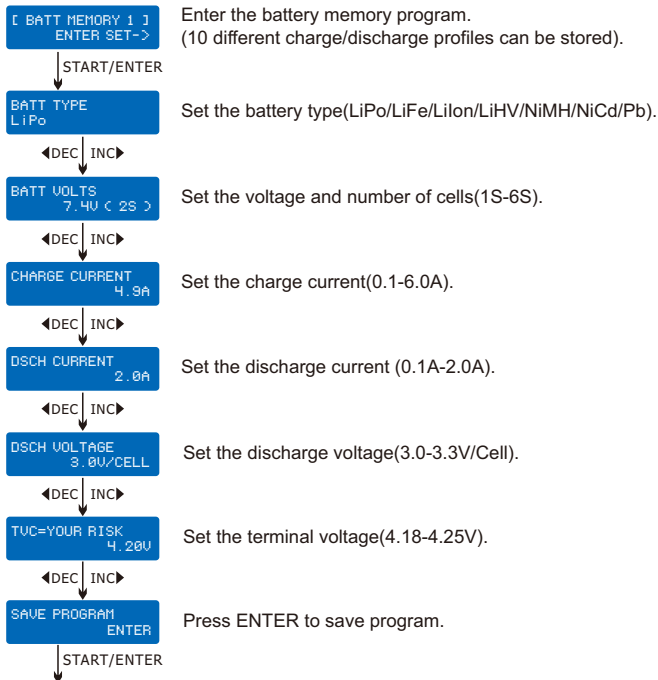 [ BATT MEMORY 1 ]
ENTER SET->
Enter the battery memory program.
(10 different charge/discharge profiles can be stored).
START/ENTER
BATT TYPE
LiPo
Set the battery type(LiPo/LiFe/LiIon/LiHV/NiMH/NiCd/Pb).
◀DEC INC▶
BATT VOLTS
7.4V ( 2S )
Set the voltage and number of cells(1S-6S).
◀DEC INC▶
CHARGE CURRENT
4.9A
Set the charge current(0.1-6.0A).
◀DEC INC▶
DSCH CURRENT
2.0A
Set the discharge current (0.1A-2.0A).
◀DEC INC▶
DSCH VOLTAGE
3.0V/CELL
Set the discharge voltage(3.0-3.3V/Cell).
◀DEC INC▶
TVC=YOUR RISK
4.20V
Set the terminal voltage(4.18-4.25V).
◀DEC INC▶
SAVE PROGRAM
ENTER
Press ENTER to save program.
START/ENTER